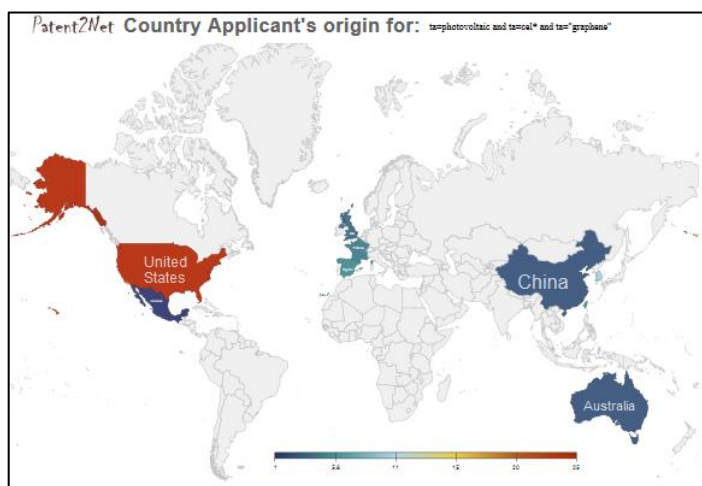 Patent2Net Country Applicant's origin for: ta=photovoltaic and ta=cel* and ta="graphene"
United
States
China
Australia
1 11 15 20 25